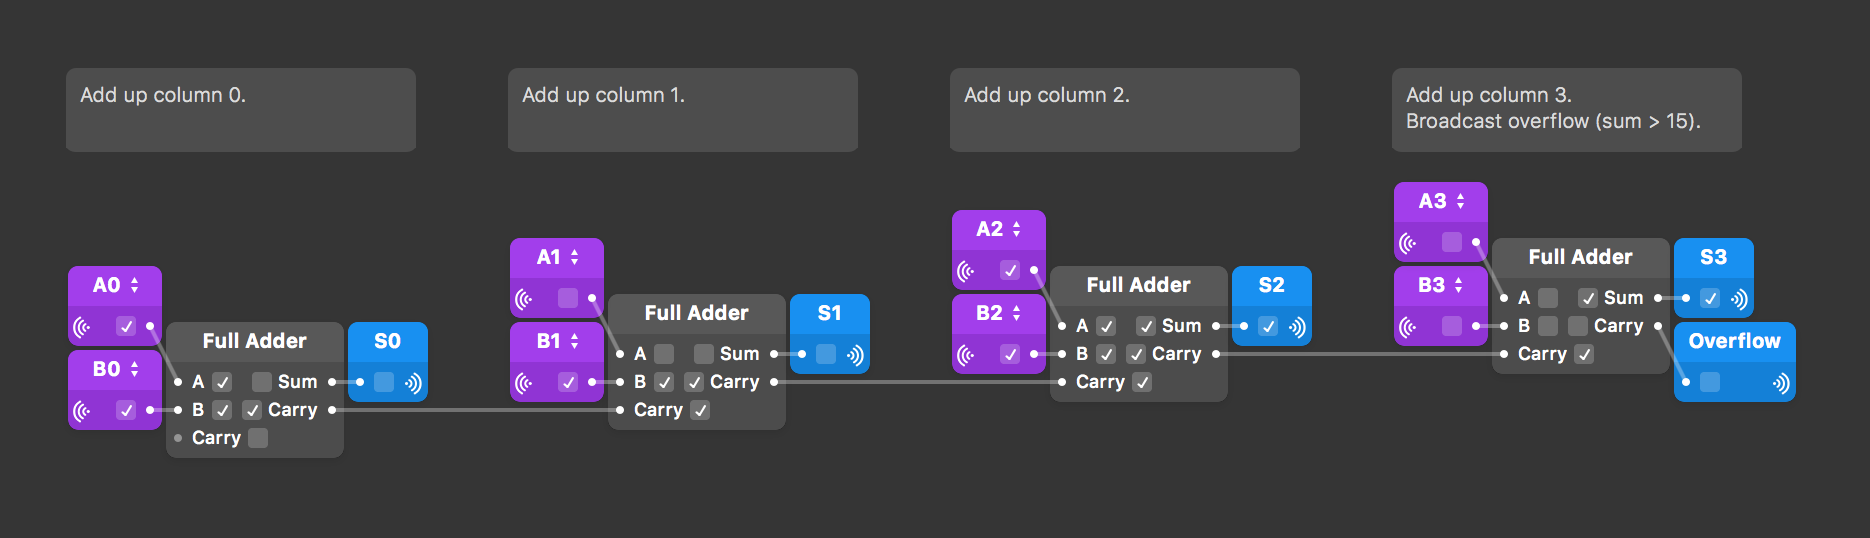 Add up column 0.
Add up column 1.
Add up column 2.
Add up column 3.
Broadcast overflow (sum > 15).
A0
B0
Full Adder
A Sum
B Carry
Carry
S0
A1
B1
Full Adder
A Sum
B Carry
Carry
S1
A2
B2
Full Adder
A Sum
B Carry
Carry
S2
A3
B3
Full Adder
A Sum
B Carry
Carry
S3
Overflow